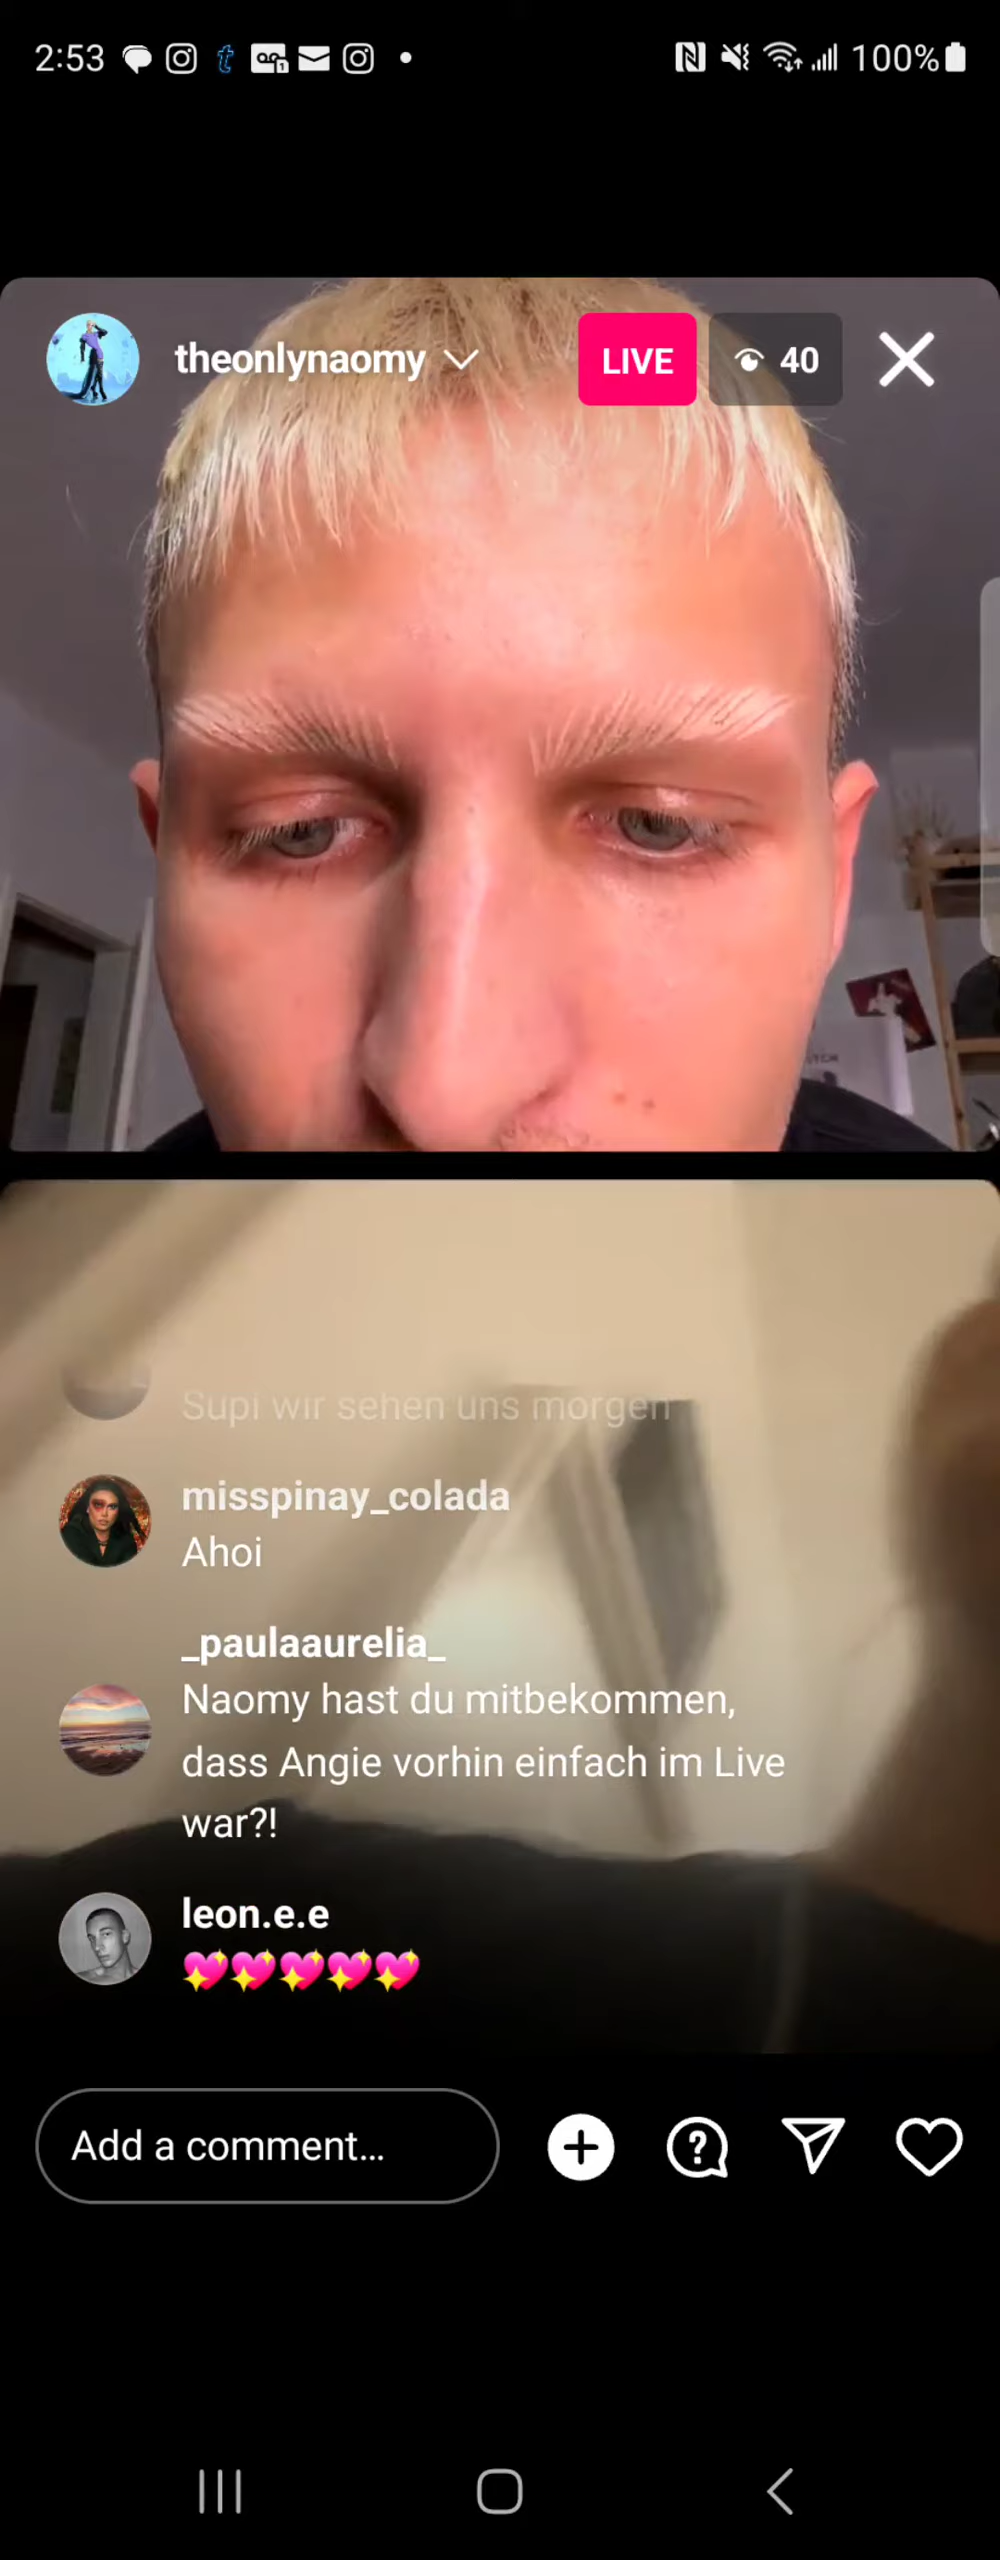 2:53
100%
theonlynaomy
LIVE
40
Supi wir sehen uns morgen
misspinay_colada
Ahoi
_paulaaurelia_
Naomy hast du mitbekommen,
dass Angie vorhin einfach im Live
war?!
leon.e.e
💖💖💖💖💖
Add a comment...